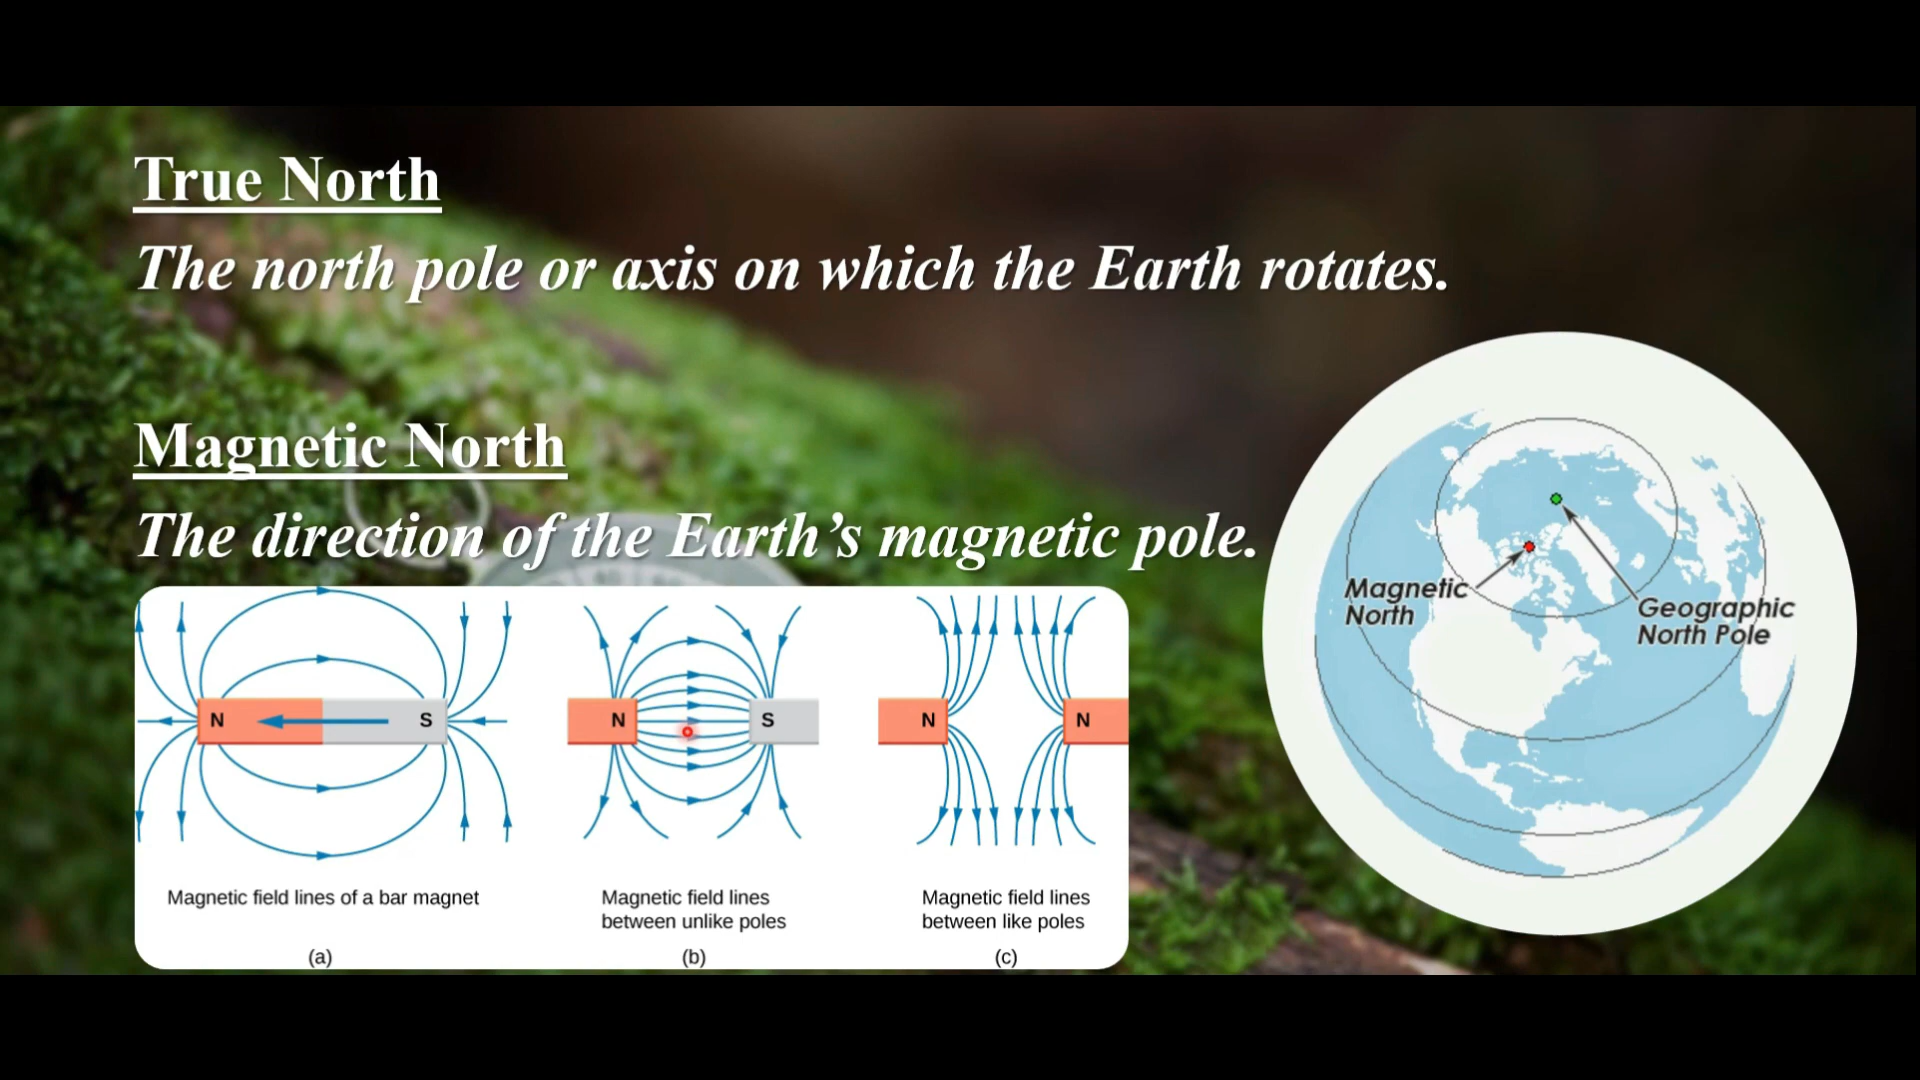 True North
The north pole or axis on which the Earth rotates.
Magnetic North
The direction of the Earth’s magnetic pole.
N
S
N
S
N
N
Magnetic field lines of a bar magnet
(a)
Magnetic field lines
between unlike poles
(b)
Magnetic field lines
between like poles
(c)
Magnetic
North
Geographic
North Pole